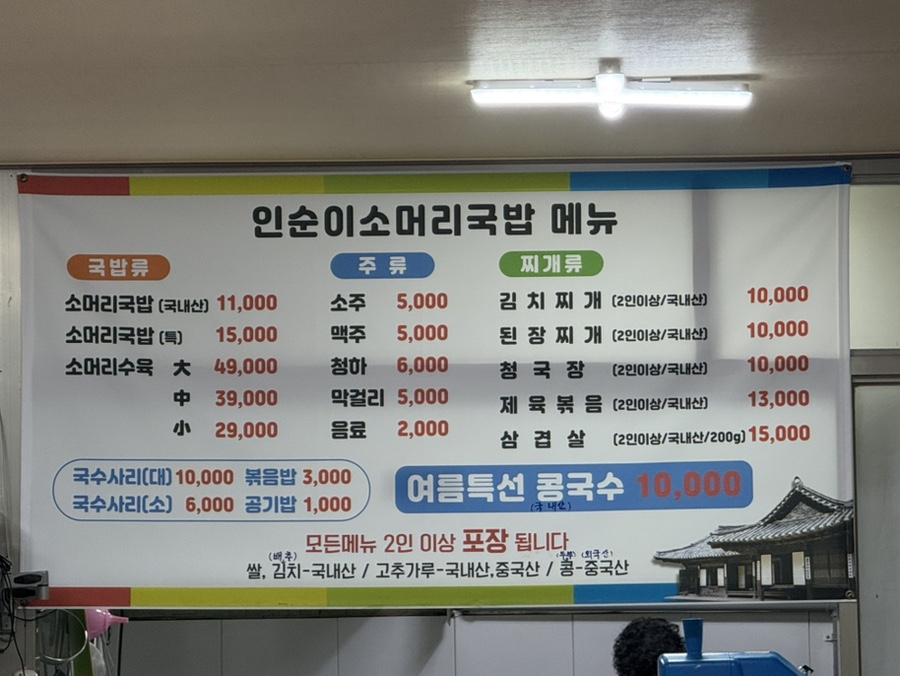 인순이소머리국밥 메뉴
국밥류
소머리국밥 (국내산) 11,000
소머리국밥 (특) 15,000
소머리수육 大 49,000
中 39,000
小 29,000
주 류
소주 5,000
맥주 5,000
청하 6,000
막걸리 5,000
음료 2,000
찌개류
김 치 찌 개 (2인이상/국내산) 10,000
된 장 찌 개 (2인이상/국내산) 10,000
청 국 장 (2인이상/국내산) 10,000
제 육 볶 음 (2인이상/국내산) 13,000
삼 겹 살 (2인이상/국내산/200g) 15,000
국수사리(대) 10,000 볶음밥 3,000
국수사리(소) 6,000 공기밥 1,000
여름특선 콩국수 10,000
(국내산)
모든메뉴 2인 이상 포장 됩니다
(배추) (외국산)
쌀, 김치-국내산 / 고추가루-국내산,중국산 / 콩-중국산